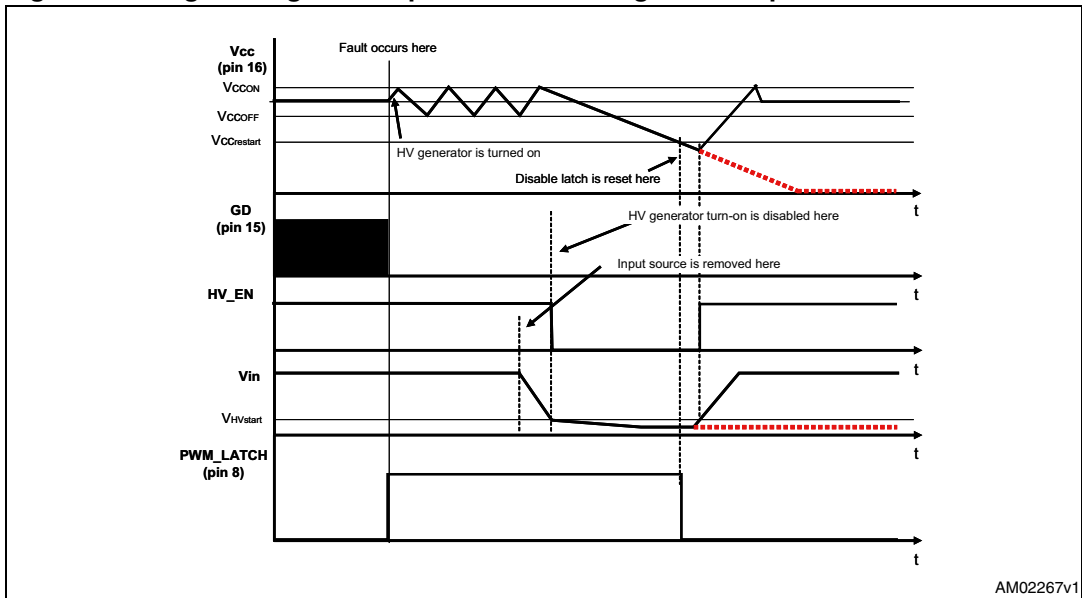 Vcc
(pin 16)
Fault occurs here
VCCON
VCCOFF
VCCrestart
HV generator is turned on
Disable latch is reset here
t
GD
(pin 15)
HV generator turn-on is disabled here
Input source is removed here
t
HV_EN
t
Vin
VHVstart
t
PWM_LATCH
(pin 8)
t
AM02267v1